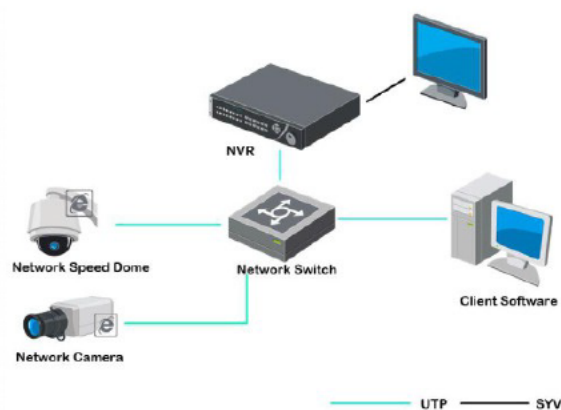 NVR
Network Speed Dome
Network Switch
Client Software
Network Camera
UTP
SYV